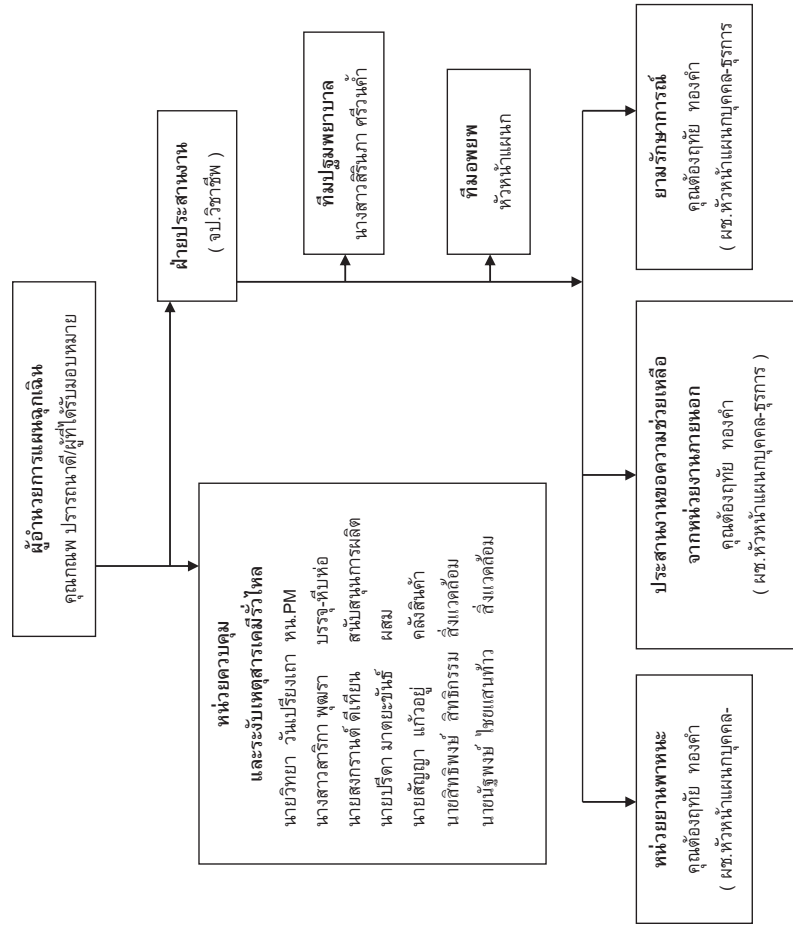 ผู้อำนวยการแผนฉุกเฉิน
คุณกณพ ปรารถนาดี/ผู้ที่ได้รับมอบหมาย
ฝ่ายประสานงาน
( จป.วิชาชีพ )
หน่วยควบคุม
และระงับเหตุสารเคมีรั่วไหล
นายวิทยา วันเปรียงเถา หน.PM
นางสาวสาริกา พุฒรา บรรจุ-หีบห่อ
นายสงกรานต์ ดีเทียน สนับสนุนการผลิต
นายปรีดา มาตยะขันธ์ ผสม
นายสัญญา แก้วอยู่ คลังสินค้า
นายสิทธิพงษ์ สิทธิกรรม สิ่งแวดล้อม
นายนัฐพงษ์ ไชยแสนท้าว สิ่งแวดล้อม
ทีมปฐมพยาบาล
นางสาวสิรินภา ศรีวนคำ
ทีมอพยพ
หัวหน้าแผนก
หน่วยยานพาหนะ
คุณต้องฤทัย ทองคำ
( ผช.หัวหน้าแผนกบุคคล-
ประสานงานขอความช่วยเหลือ
จากหน่วยงานภายนอก
คุณต้องฤทัย ทองคำ
( ผช.หัวหน้าแผนกบุคคล-ธุรการ )
ยามรักษาการณ์
คุณต้องฤทัย ทองคำ
( ผช.หัวหน้าแผนกบุคคล-ธุรการ